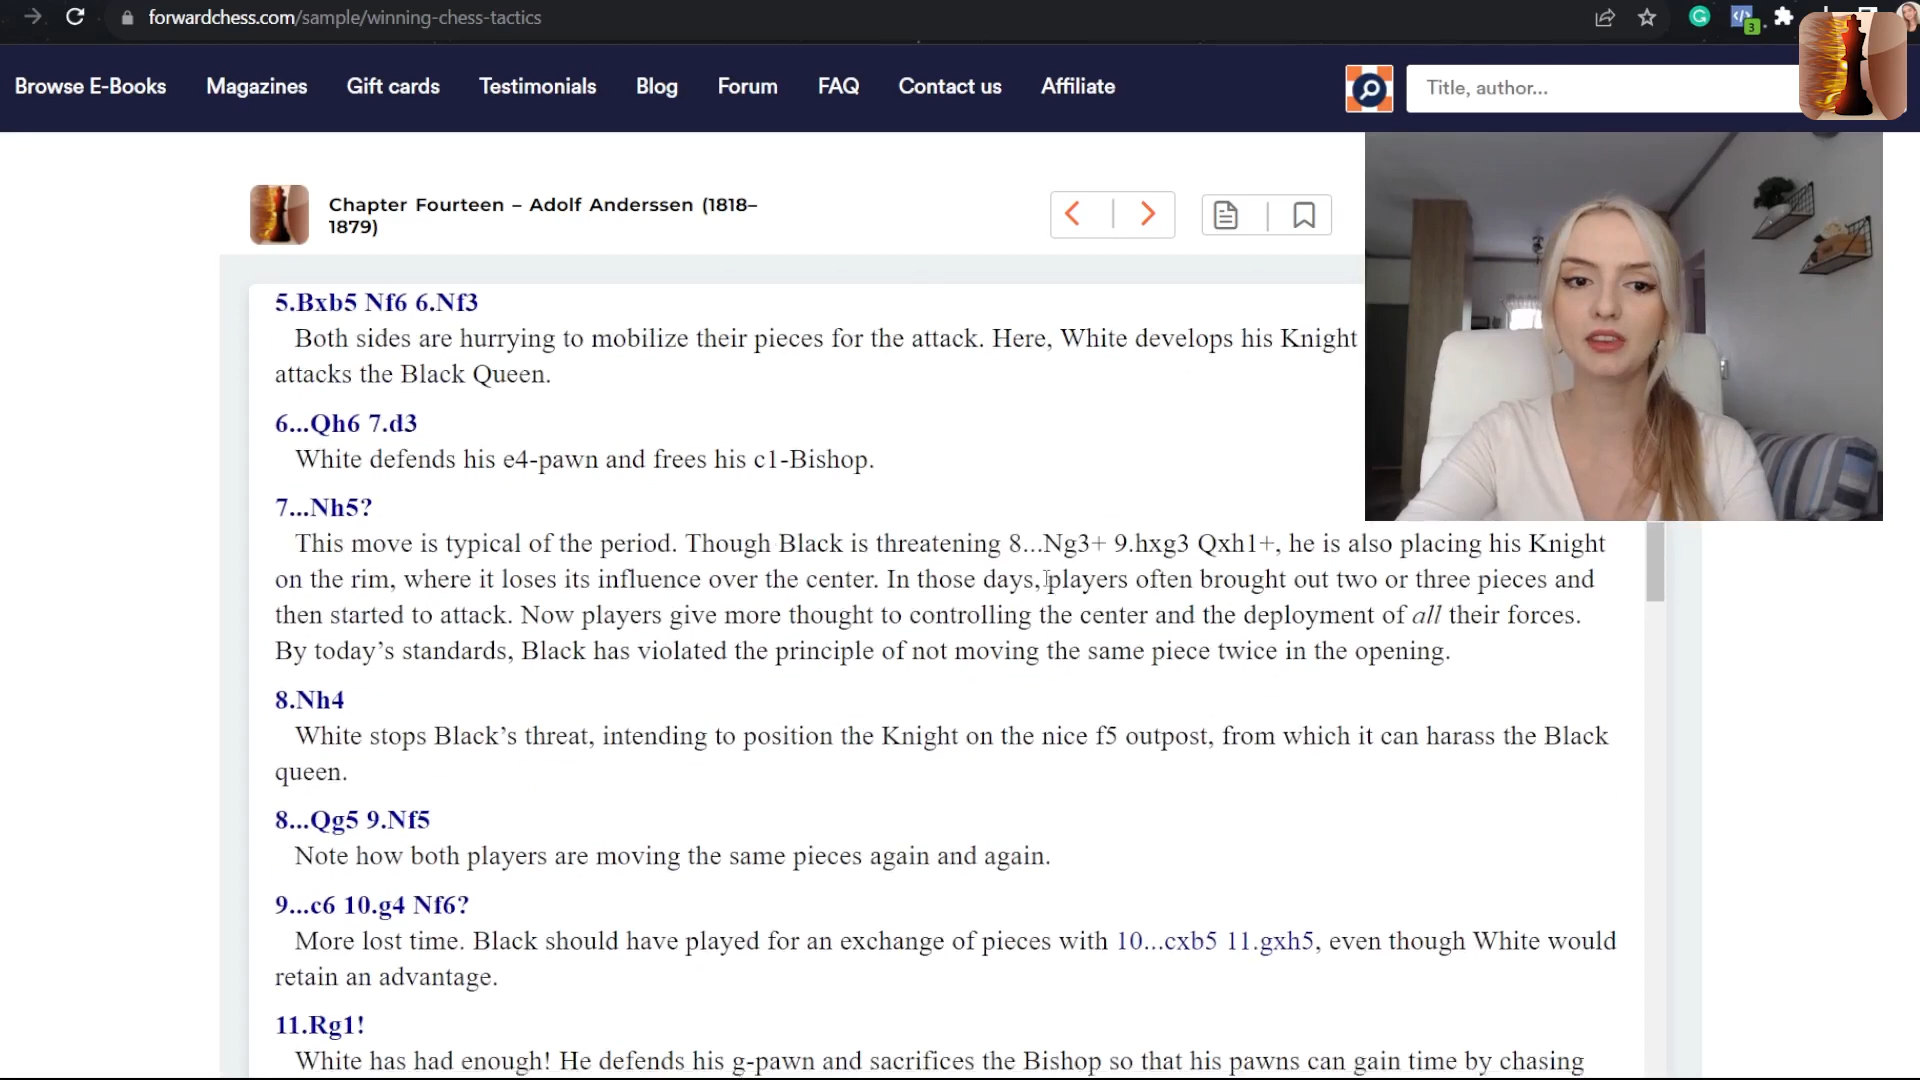 forwardchess.com/sample/winning-chess-tactics
3
Browse E-Books Magazines Gift cards Testimonials Blog Forum FAQ Contact us Affiliate
Title, author...
Chapter Fourteen – Adolf Anderssen (1818–
1879)
5.Bxb5 Nf6 6.Nf3
Both sides are hurrying to mobilize their pieces for the attack. Here, White develops his Knight
attacks the Black Queen.
6...Qh6 7.d3
White defends his e4-pawn and frees his c1-Bishop.
7...Nh5?
This move is typical of the period. Though Black is threatening 8...Ng3+ 9.hxg3 Qxh1+, he is also placing his Knight
on the rim, where it loses its influence over the center. In those days, players often brought out two or three pieces and
then started to attack. Now players give more thought to controlling the center and the deployment of all their forces.
By today’s standards, Black has violated the principle of not moving the same piece twice in the opening.
8.Nh4
White stops Black’s threat, intending to position the Knight on the nice f5 outpost, from which it can harass the Black
queen.
8...Qg5 9.Nf5
Note how both players are moving the same pieces again and again.
9...c6 10.g4 Nf6?
More lost time. Black should have played for an exchange of pieces with 10...cxb5 11.gxh5, even though White would
retain an advantage.
11.Rg1!
White has had enough! He defends his g-pawn and sacrifices the Bishop so that his pawns can gain time by chasing